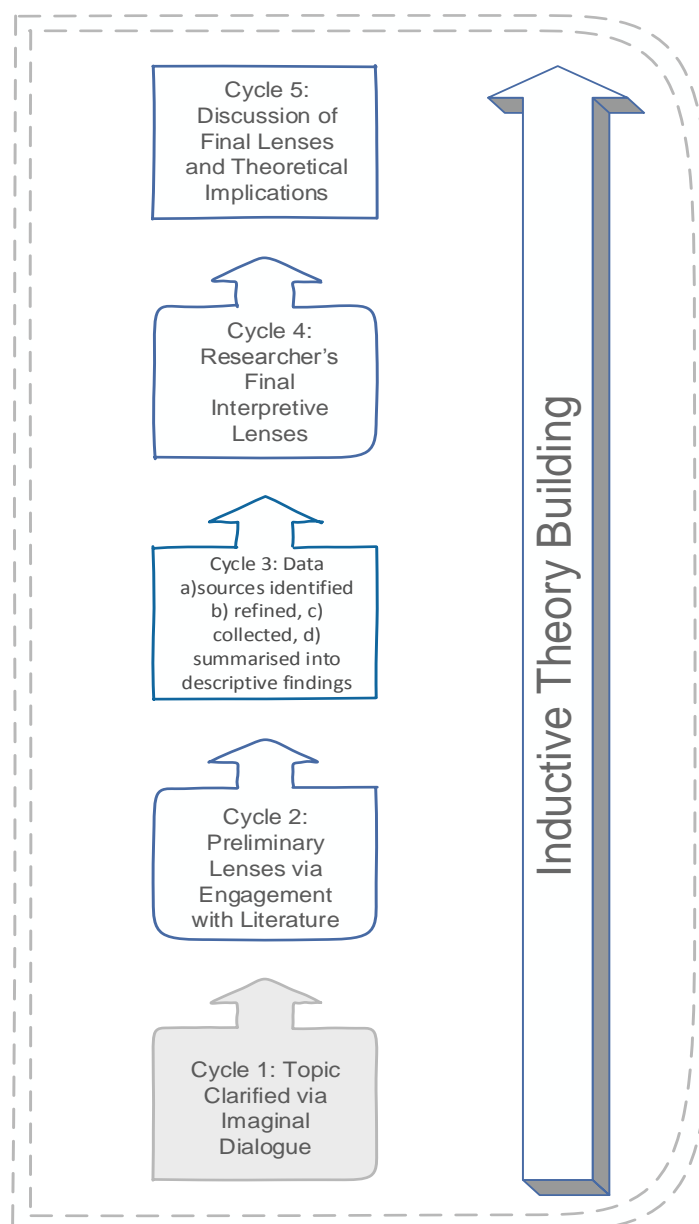 Cycle 5:
Discussion of
Final Lenses
and Theoretical
Implications
Cycle 4:
Researcher’s
Final
Interpretive
Lenses
Cycle 3: Data
a)sources identified
b) refined, c)
collected, d)
summarised into
descriptive findings
Cycle 2:
Preliminary
Lenses via
Engagement
with Literature
Cycle 1: Topic
Clarified via
Imaginal
Dialogue
Inductive Theory Building